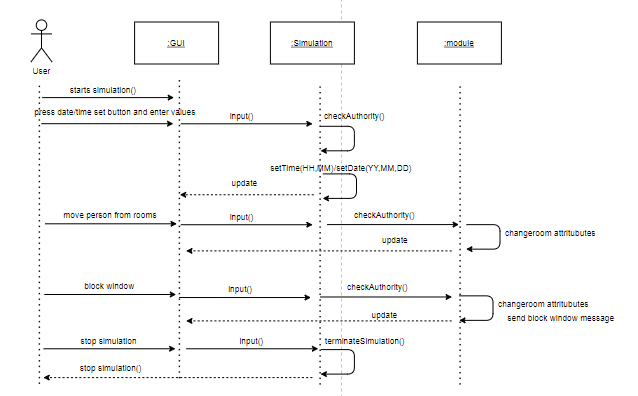 :GUI
:Simulation
:module
User
starts simulation()
press date/time set button and enter values
input()
checkAuthority()
setTime(HH,MM)/setDate(YY,MM,DD)
update
move person from rooms
input()
checkAuthority()
changeroom attritubutes
update
block window
input()
checkAuthority()
changeroom attritubutes
update
send block window message
stop simulation
input()
terminateSimulation()
stop simulation()